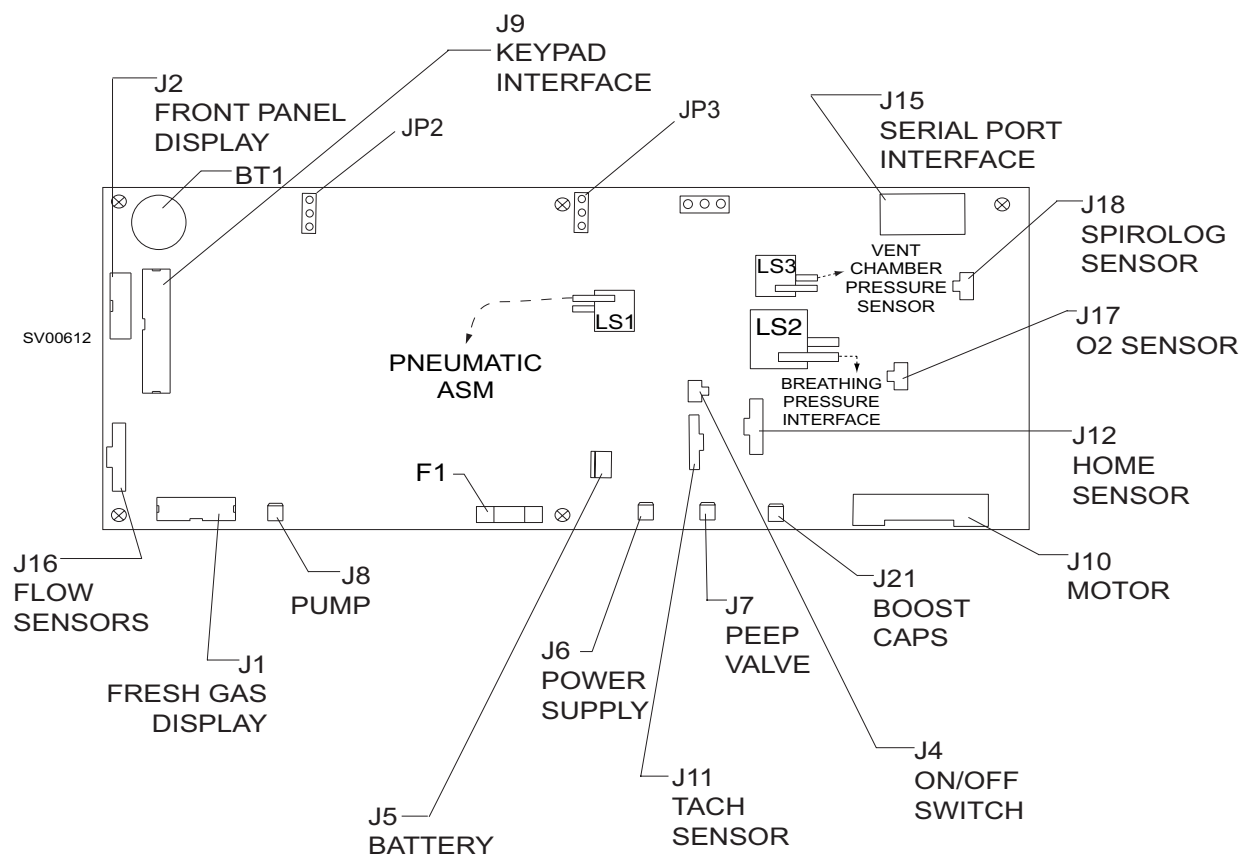 J9
KEYPAD
INTERFACE
J2
FRONT PANEL
DISPLAY
JP2
JP3
J15
SERIAL PORT
INTERFACE
BT1
J18
SPIROLOG
SENSOR
LS3
VENT
CHAMBER
PRESSURE
SENSOR
LS1
LS2
SV00612
J17
O2 SENSOR
PNEUMATIC
ASM
BREATHING
PRESSURE
INTERFACE
J12
HOME
SENSOR
F1
J16
FLOW
SENSORS
J8
PUMP
J10
MOTOR
J21
BOOST
CAPS
J7
PEEP
VALVE
J6
POWER
SUPPLY
J1
FRESH GAS
DISPLAY
J4
ON/OFF
SWITCH
J11
TACH
SENSOR
J5
BATTERY